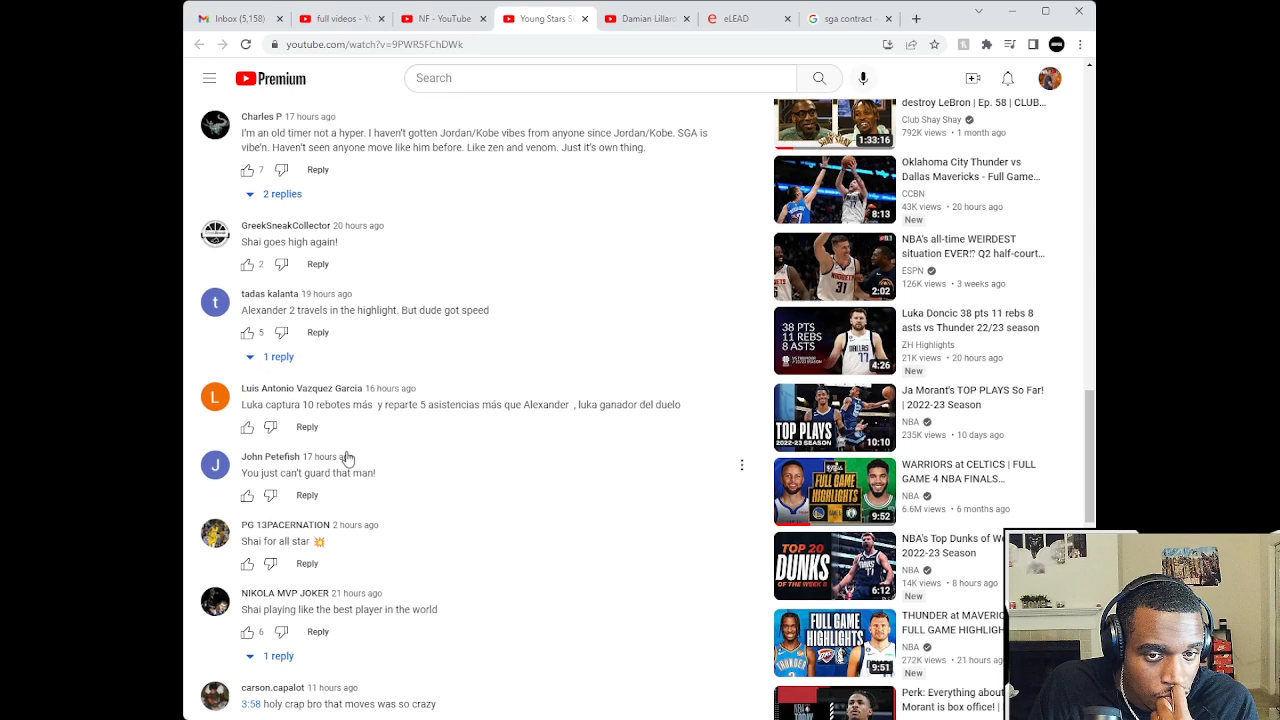 Inbox (5,158)
full videos - Yo
NF - YouTube
Young Stars S
Damian Lillard
eLEAD
sga contract -
youtube.com/watch?v=9PWR5FChDWk
Premium
Search
Charles P 17 hours ago
I'm an old timer not a hyper. I haven't gotten Jordan/Kobe vibes from anyone since Jordan/Kobe. SGA is
vibe'n. Haven't seen anyone move like him before. Like zen and venom. Just it's own thing.
7 Reply
2 replies
GreekSneakCollector 20 hours ago
Shai goes high again!
2 Reply
tadas kalanta 19 hours ago
Alexander 2 travels in the highlight. But dude got speed
5 Reply
1 reply
Luis Antonio Vazquez Garcia 16 hours ago
Luka captura 10 rebotes más y reparte 5 asistencias más que Alexander , luka ganador del duelo
Reply
John Petefish 17 hours ago
You just can't guard that man!
Reply
PG 13PACERNATION 2 hours ago
Shai for all star 💥
Reply
NIKOLA MVP JOKER 21 hours ago
Shai playing like the best player in the world
6 Reply
1 reply
carson.capalot 11 hours ago
3:58 holy crap bro that moves was so crazy
destroy LeBron | Ep. 58 | CLUB...
Club Shay Shay
792K views • 1 month ago
1:33:16
Oklahoma City Thunder vs
Dallas Mavericks - Full Game...
CCBN
43K views • 20 hours ago
New
8:13
NBA's all-time WEIRDEST
situation EVER!? Q2 half-court...
ESPN
126K views • 3 weeks ago
2:02
Luka Doncic 38 pts 11 rebs 8
asts vs Thunder 22/23 season
ZH Highlights
21K views • 20 hours ago
New
38 PTS
11 REBS
8 ASTS
4:26
Ja Morant's TOP PLAYS So Far!
| 2022-23 Season
NBA
235K views • 10 days ago
TOP PLAYS
2022-23 SEASON
10:10
WARRIORS at CELTICS | FULL
GAME 4 NBA FINALS...
NBA
6.6M views • 6 months ago
FULL
GAME
HIGHLIGHTS
9:52
NBA's Top Dunks of We
2022-23 Season
NBA
14K views • 8 hours ago
New
TOP 20
DUNKS
OF THE WEEK
6:12
THUNDER at MAVERIC
FULL GAME HIGHLIGH
NBA
272K views • 21 hours ag
New
FULL GAME
HIGHLIGHTS
9:51
Perk: Everything about
Morant is box office! |